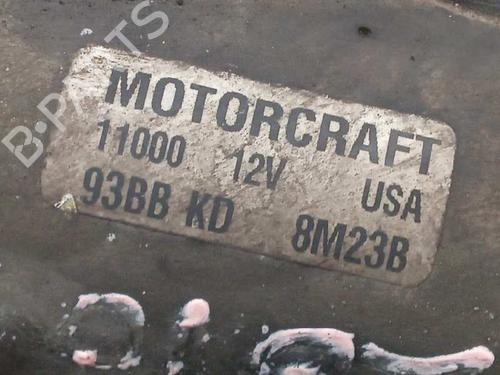 B-PARTS
MOTORCRAFT
11000 12V USA
93BB KD 8M23B